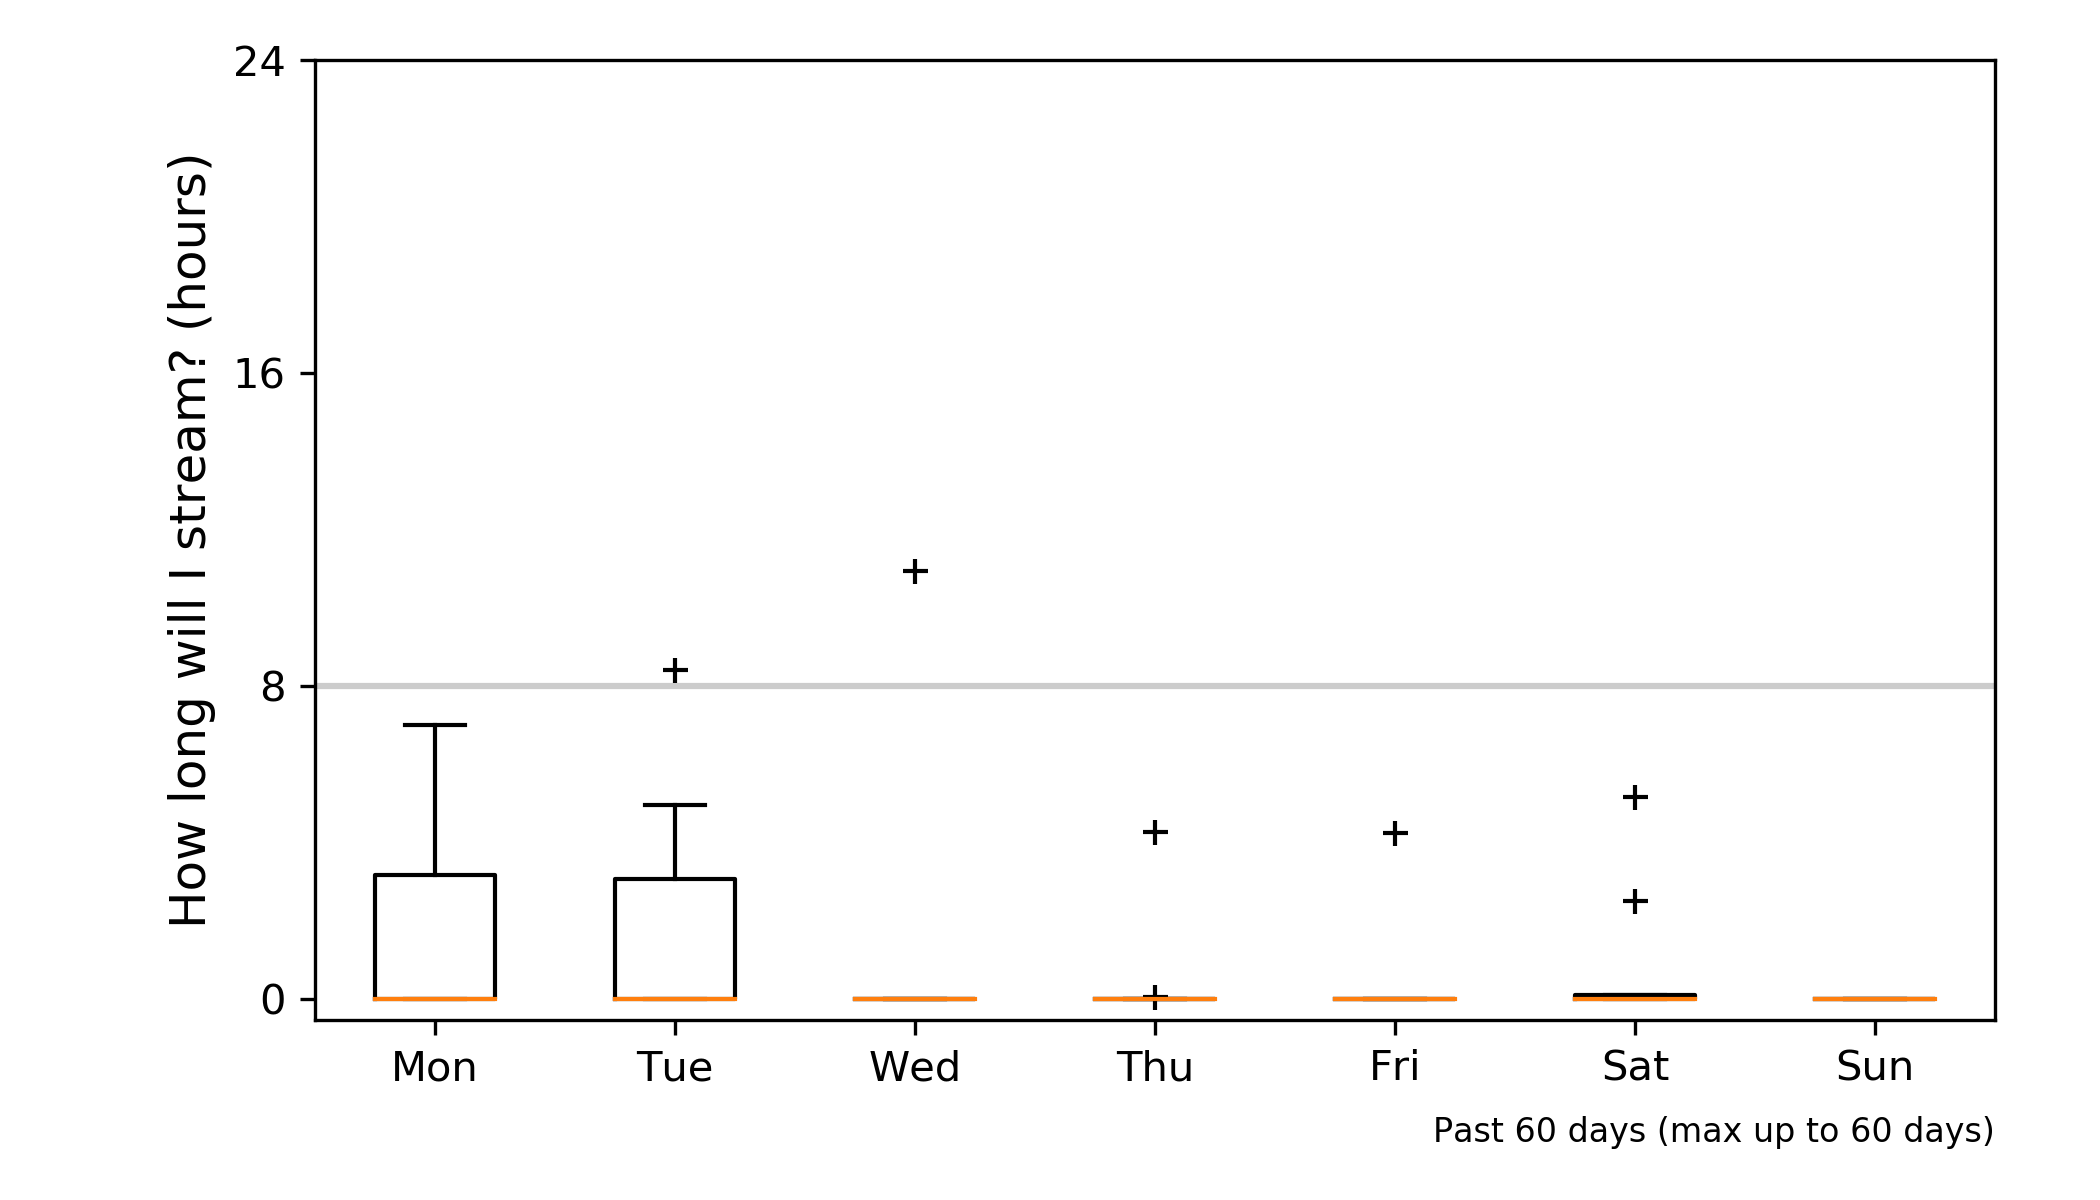 How long will I stream? (hours)
24
16
8
0
Mon Tue Wed Thu Fri Sat Sun
Past 60 days (max up to 60 days)